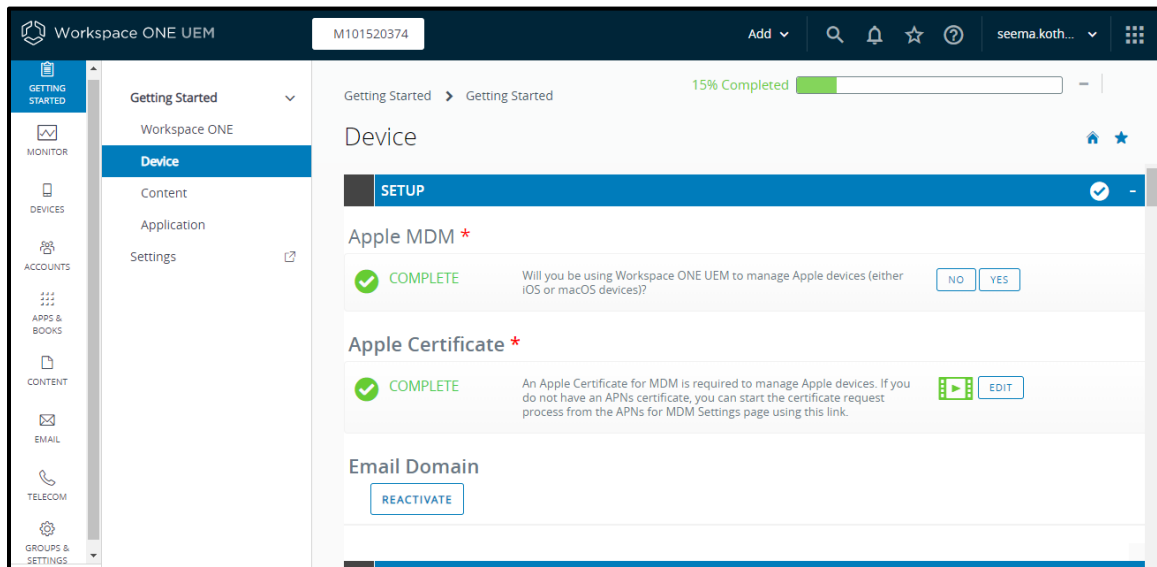 Workspace ONE UEM
M101520374
Add
seema.koth...
GETTING
STARTED
MONITOR
DEVICES
ACCOUNTS
APPS &
BOOKS
CONTENT
EMAIL
TELECOM
GROUPS &
SETTINGS
Getting Started
Workspace ONE
Device
Content
Application
Settings
Getting Started > Getting Started
15% Completed
Device
SETUP
Apple MDM *
COMPLETE
Will you be using Workspace ONE UEM to manage Apple devices (either
iOS or macOS devices)?
NO
YES
Apple Certificate *
COMPLETE
An Apple Certificate for MDM is required to manage Apple devices. If you
do not have an APNs certificate, you can start the certificate request
process from the APNs for MDM Settings page using this link.
EDIT
Email Domain
REACTIVATE